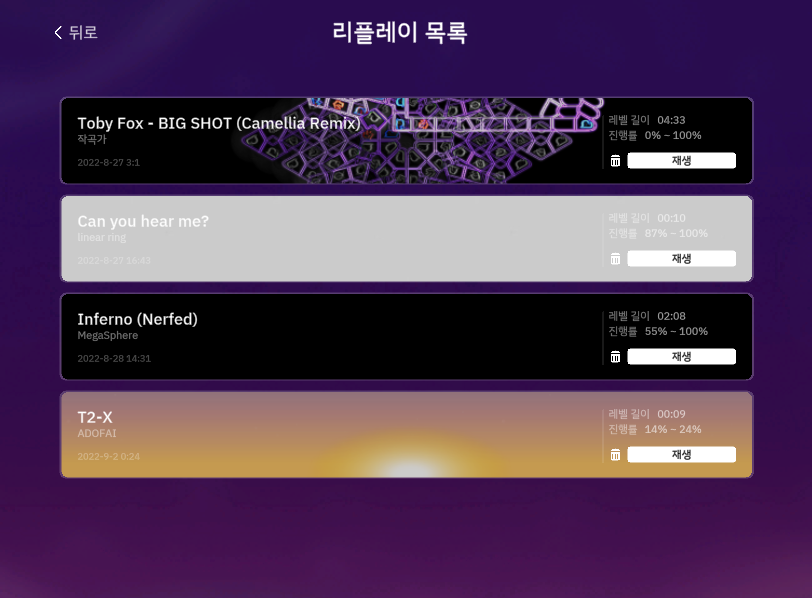 뒤로
리플레이 목록
Toby Fox - BIG SHOT (Camellia Remix)
작곡가
2022-8-27 3:1
레벨 길이 04:33
진행률 0% ~ 100%
재생
Can you hear me?
linear ring
2022-8-27 16:43
레벨 길이 00:10
진행률 87% ~ 100%
재생
Inferno (Nerfed)
MegaSphere
2022-8-28 14:31
레벨 길이 02:08
진행률 55% ~ 100%
재생
T2-X
ADOFAI
2022-9-2 0:24
레벨 길이 00:09
진행률 14% ~ 24%
재생